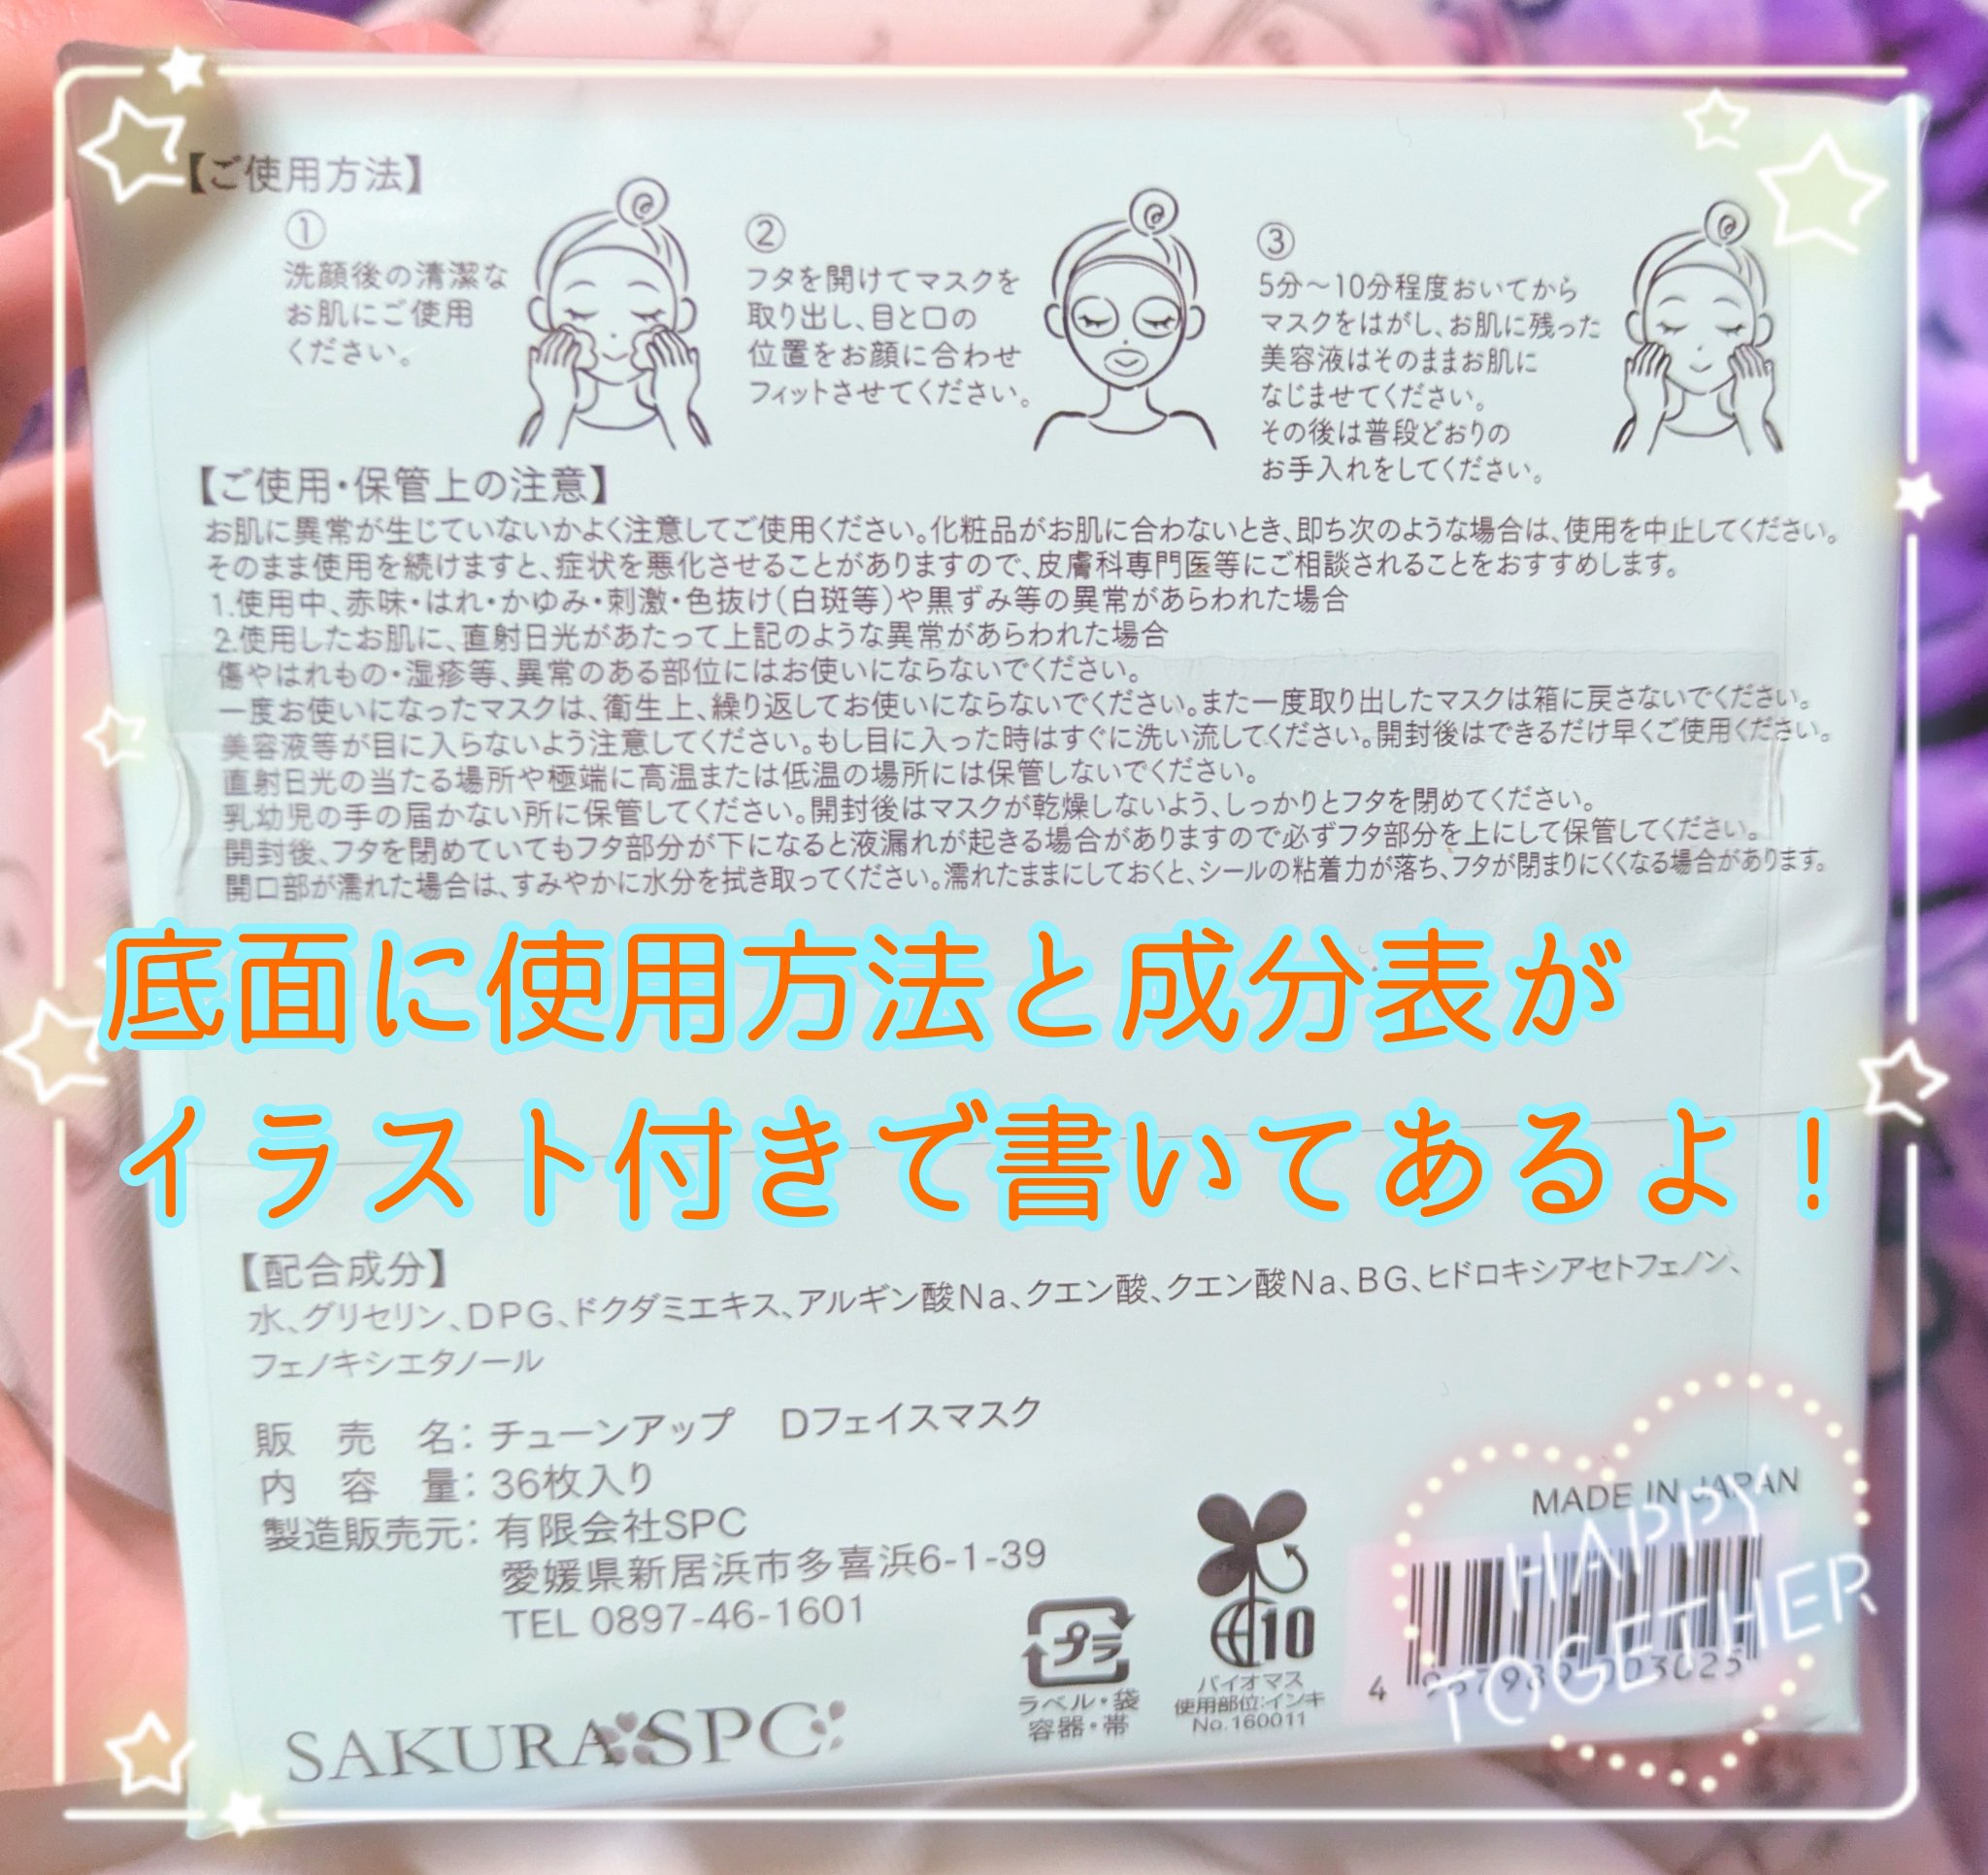 【ご使用方法】
①
洗顔後の清潔な
お肌にご使用
ください。
②
フタを開けてマスクを
取り出し、目と口の
位置をお顔に合わせ
フィットさせてください。
③
5分～10分程度おいてから
マスクをはがし、お肌に残った
美容液はそのままお肌に
なじませてください。
その後は普段どおりの
お手入れをしてください。
【ご使用・保管上の注意】
お肌に異常が生じていないかよく注意してご使用ください。化粧品がお肌に合わないとき、即ち次のような場合は、使用を中止してください。
そのまま使用を続けますと、症状を悪化させることがありますので、皮膚科専門医等にご相談されることをおすすめします。
1.使用中、赤味・はれ・かゆみ・刺激・色抜け(白斑等)や黒ずみ等の異常があらわれた場合
2.使用したお肌に、直射日光があたって上記のような異常があらわれた場合
傷やはれもの・湿疹等、異常のある部位にはお使いにならないでください。
一度お使いになったマスクは、衛生上、繰り返してお使いにならないでください。また一度取り出したマスクは箱に戻さないでください。
美容液等が目に入らないよう注意してください。もし目に入った時はすぐに洗い流してください。開封後はできるだけ早くご使用ください。
直射日光の当たる場所や極端に高温または低温の場所には保管しないでください。
乳幼児の手の届かない所に保管してください。開封後はマスクが乾燥しないよう、しっかりとフタを閉めてください。
開封後、フタを閉めていてもフタ部分が下になると液漏れが起きる場合がありますので必ずフタ部分を上にして保管してください。
開口部が濡れた場合は、すみやかに水分を拭き取ってください。濡れたままにしておくと、シールの粘着力が落ち、フタが閉まりにくくなる場合があります。
底面に使用方法と成分表が
イラスト付きで書いてあるよ！
【配合成分】
水、グリセリン、DPG、ドクダミエキス、アルギン酸Na、クエン酸、クエン酸Na、BG、ヒドロキシアセトフェノン、
フェノキシエタノール
販売名：チューンアップ Dフェイスマスク
内容量：36枚入り
製造販売元：有限会社SPC
愛媛県新居浜市多喜浜6-1-39
TEL 0897-46-1601
SAKURA SPC
プラ
ラベル・袋
容器・帯
10
バイオマス
使用部位:インキ
No.160011
MADE IN JAPAN
HAPPY
TOGETHER